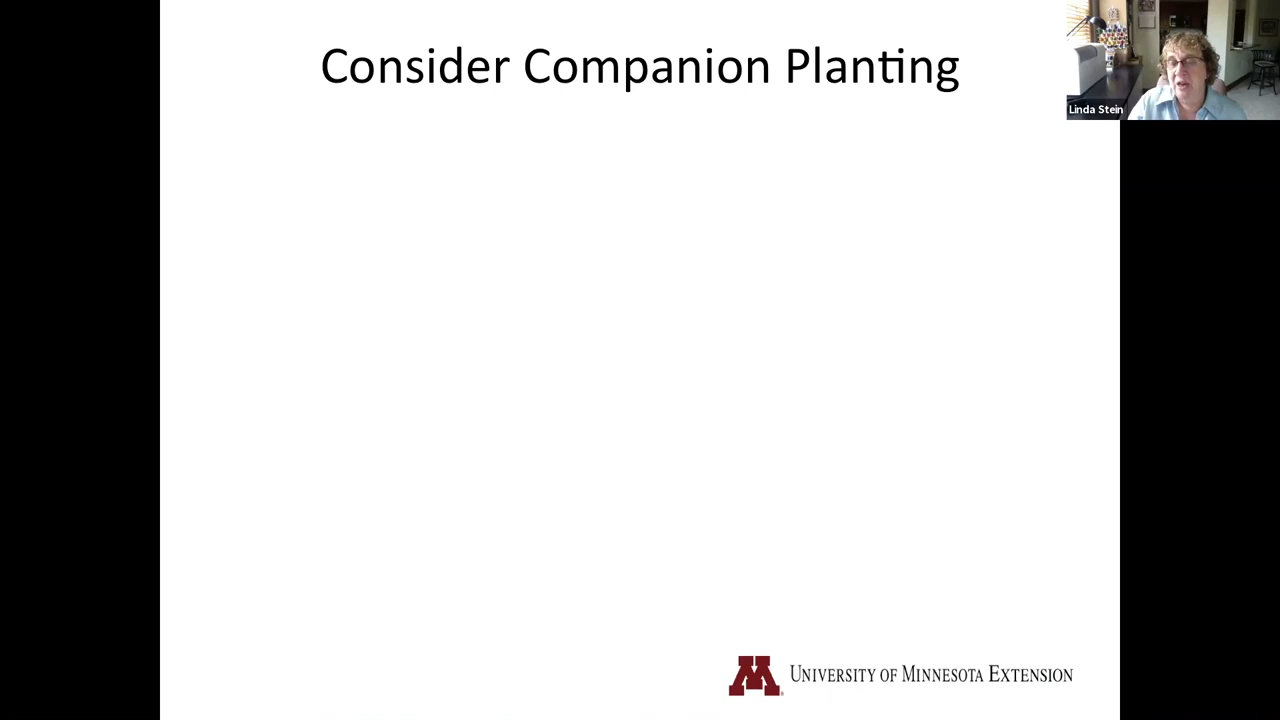 Consider Companion Planting
Linda Stein
M
UNIVERSITY OF MINNESOTA EXTENSION